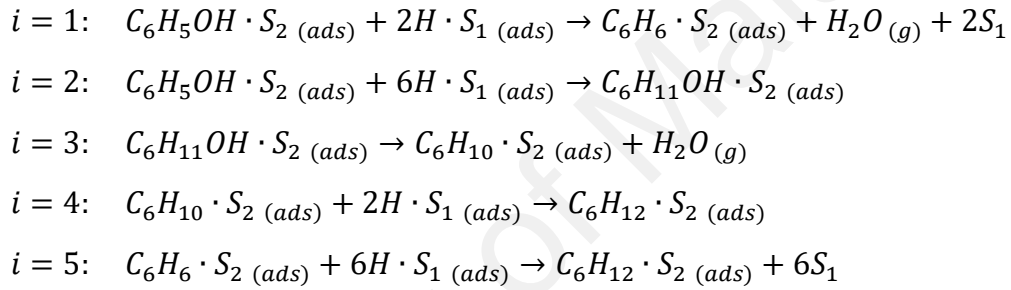 i = 1: C₆H₅OH · S₂ (ads) + 2H · S₁ (ads) → C₆H₆ · S₂ (ads) + H₂O (g) + 2S₁
i = 2: C₆H₅OH · S₂ (ads) + 6H · S₁ (ads) → C₆H₁₁OH · S₂ (ads)
i = 3: C₆H₁₁OH · S₂ (ads) → C₆H₁₀ · S₂ (ads) + H₂O (g)
i = 4: C₆H₁₀ · S₂ (ads) + 2H · S₁ (ads) → C₆H₁₂ · S₂ (ads)
i = 5: C₆H₆ · S₂ (ads) + 6H · S₁ (ads) → C₆H₁₂ · S₂ (ads) + 6S₁